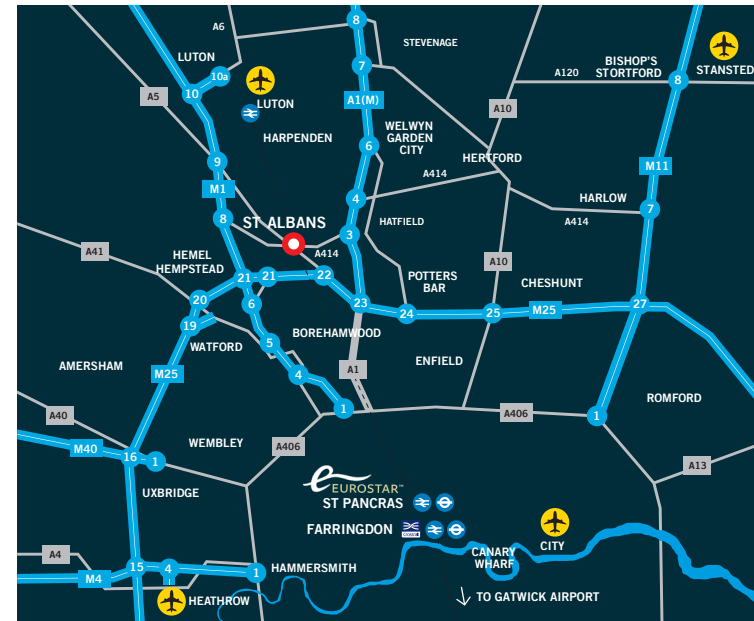 8
A6
STEVENAGE
LUTON
7
BISHOP'S
STORTFORD
STANSTED
10a
8
A120
10
A5
LUTON
A1(M)
A10
WELWYN
GARDEN
CITY
HARPENDEN
6
HERTFORD
9
M11
A414
M1
4
HARLOW
8
7
ST ALBANS
HATFIELD
A414
3
A41
A414
HEMEL
HEMPSTEAD
A10
21
21
22
POTTERS
BAR
CHESHUNT
20
6
23
27
24
25
M25
19
BOREHAMWOOD
WATFORD
5
ENFIELD
AMERSHAM
A1
M25
4
ROMFORD
A40
1
A406
1
WEMBLEY
A406
M40
16
1
A13
EUROSTAR™
UXBRIDGE
ST PANCRAS
FARRINGDON
CITY
A4
CANARY
WHARF
15
4
1
HAMMERSMITH
M4
HEATHROW
TO GATWICK AIRPORT